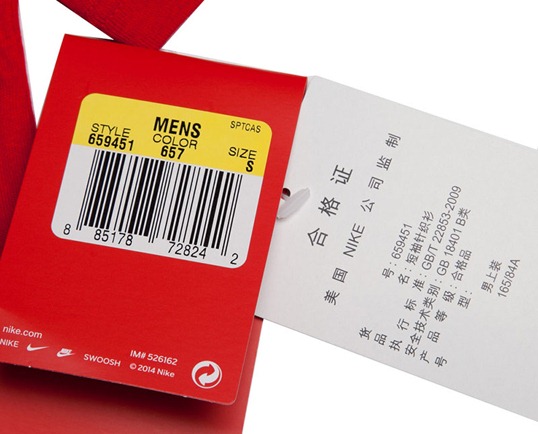 STYLE
659451
MENS
COLOR
657
SPTCAS
SIZE
S
8 85178 72824 2
nike.com
NIKE
SWOOSH
IM# 526162
© 2014 Nike
合格证
美国 NIKE 公司监制
货号：659451
品名：短袖针织衫
执行标准：GB/T 22853-2009
安全技术类别：GB 18401 B类
产品等级：合格品
号型：
男上装
165/84A